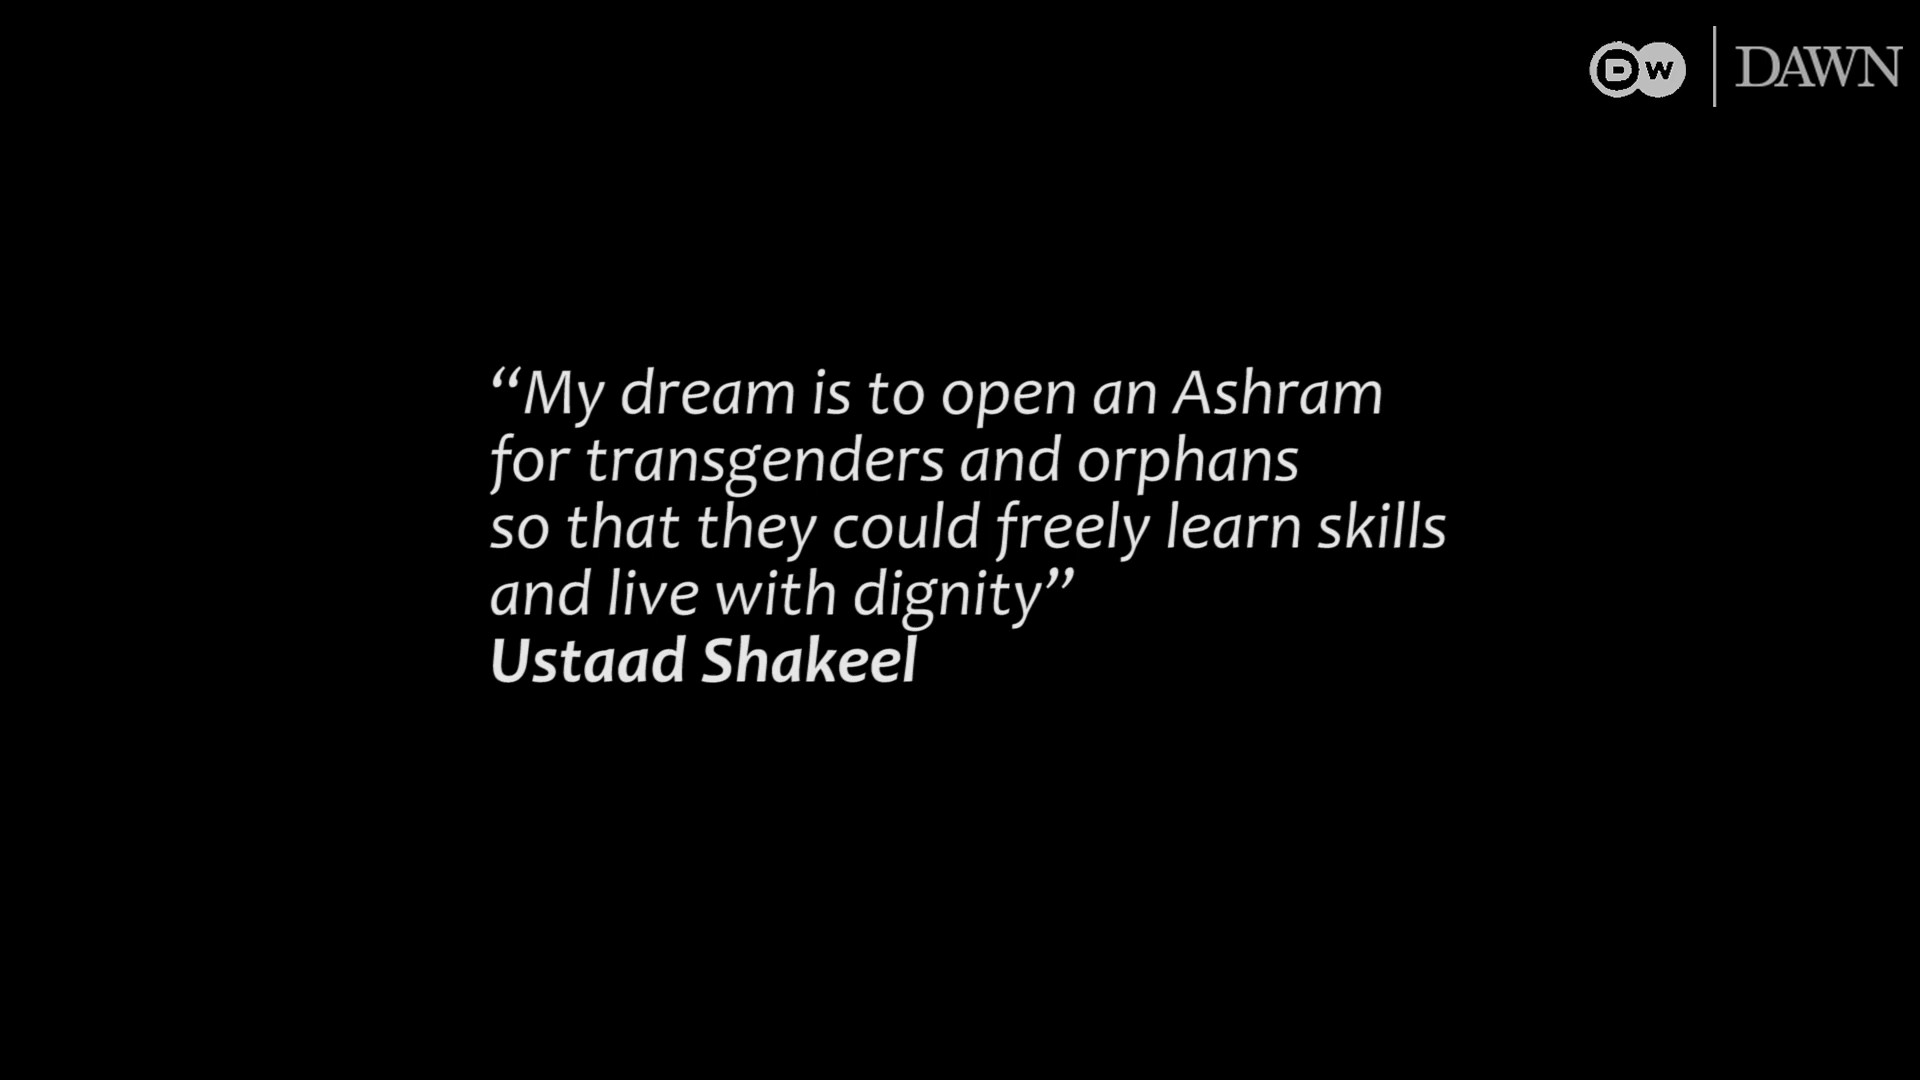 DW | DAWN
“My dream is to open an Ashram
for transgenders and orphans
so that they could freely learn skills
and live with dignity”
Ustaad Shakeel